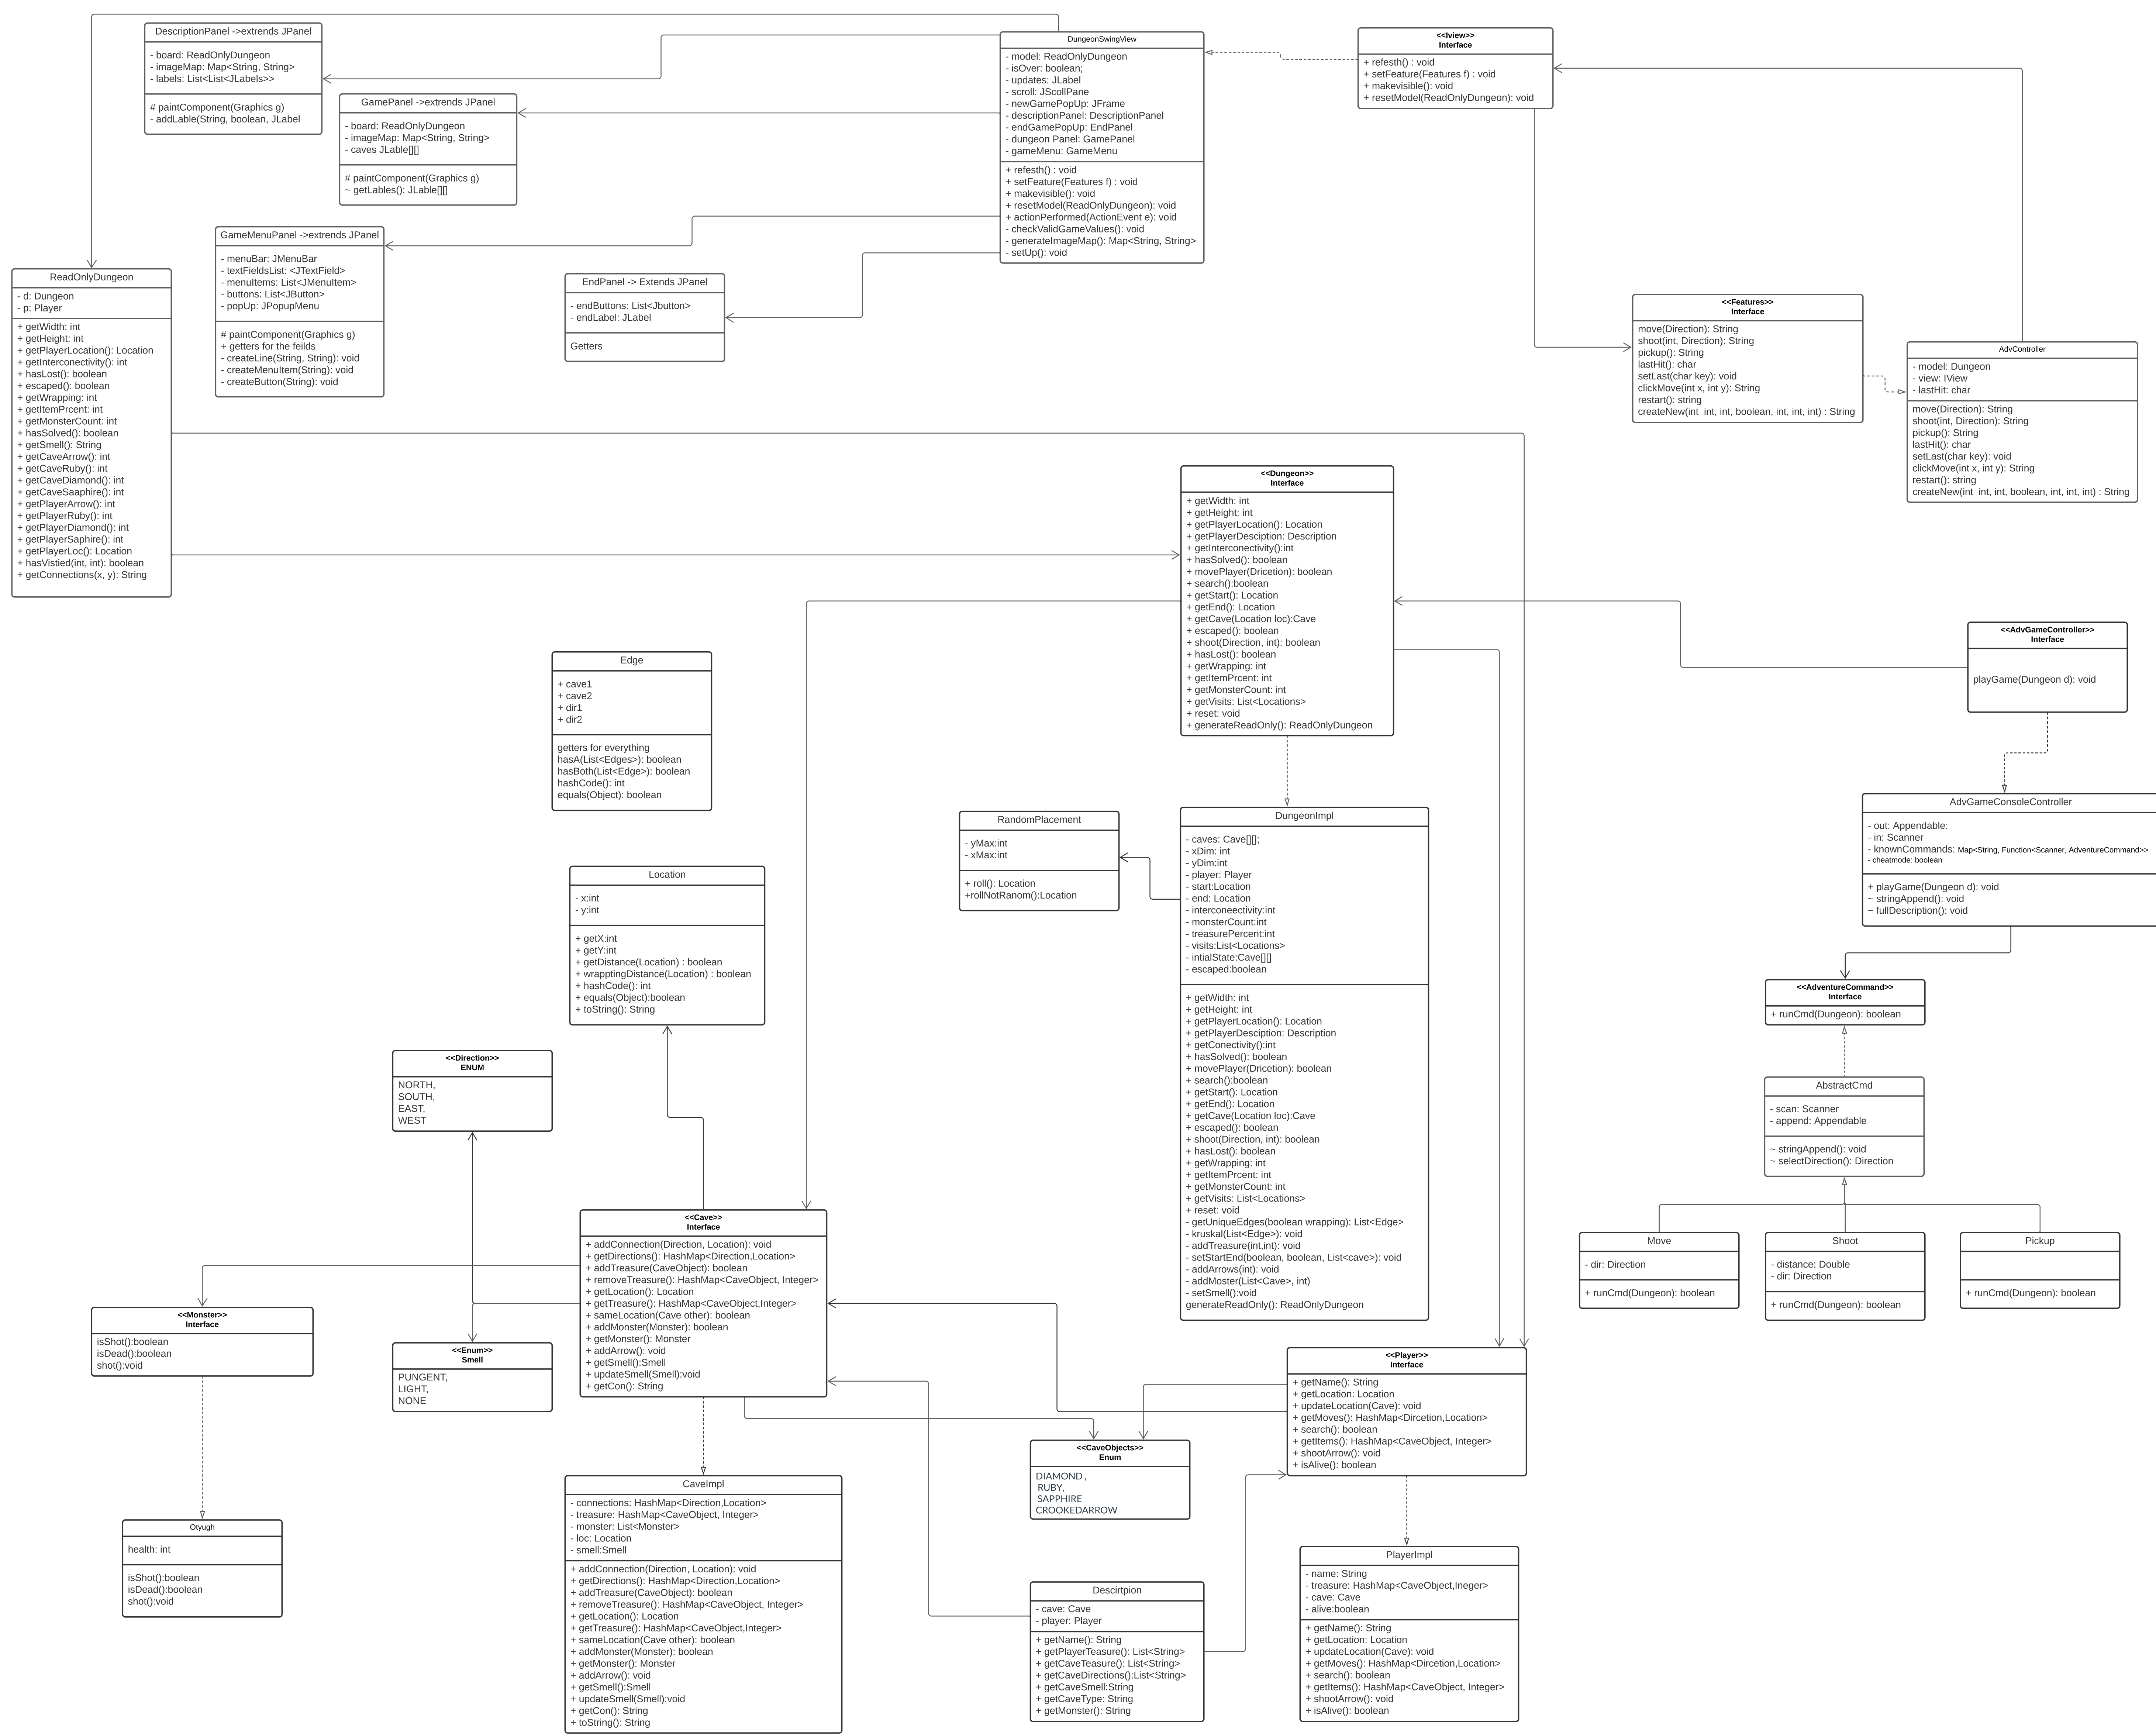 DescriptionPanel ->extrends JPanel
- board: ReadOnlyDungeon
- imageMap: Map<String, String>
- labels: List<List<JLabels>>
# paintComponent(Graphics g)
- addLable(String, boolean, JLabel
GamePanel ->extrends JPanel
- board: ReadOnlyDungeon
- imageMap: Map<String, String>
- caves JLable[][]
# paintComponent(Graphics g)
~ getLables(): JLable[][]
DungeonSwingView
- model: ReadOnlyDungeon
- isOver: boolean;
- updates: JLabel
- scroll: JScollPane
- newGamePopUp: JFrame
- descriptionPanel: DescriptionPanel
- endGamePopUp: EndPanel
- dungeon Panel: GamePanel
- gameMenu: GameMenu
+ refesth() : void
+ setFeature(Features f) : void
+ makevisible(): void
+ resetModel(ReadOnlyDungeon): void
+ actionPerformed(ActionEvent e): void
- checkValidGameValues(): void
- generateImageMap(): Map<String, String>
- setUp(): void
<<Iview>>
Interface
+ refesth() : void
+ setFeature(Features f) : void
+ makevisible(): void
+ resetModel(ReadOnlyDungeon): void
GameMenuPanel ->extrends JPanel
- menuBar: JMenuBar
- textFieldsList: <JTextField>
- menuItems: List<JMenuItem>
- buttons: List<JButton>
- popUp: JPopupMenu
# paintComponent(Graphics g)
+ getters for the feilds
- createLine(String, String): void
- createMenuItem(String): void
- createButton(String): void
EndPanel -> Extends JPanel
- endButtons: List<Jbutton>
- endLabel: JLabel
Getters
ReadOnlyDungeon
- d: Dungeon
- p: Player
+ getWidth: int
+ getHeight: int
+ getPlayerLocation(): Location
+ getInterconectivity(): int
+ hasLost(): boolean
+ escaped(): boolean
+ getWrapping: int
+ getItemPrcent: int
+ getMonsterCount: int
+ hasSolved(): boolean
+ getSmell(): String
+ getCaveArrow(): int
+ getCaveRuby(): int
+ getCaveDiamond(): int
+ getCaveSaaphire(): int
+ getPlayerArrow(): int
+ getPlayerRuby(): int
+ getPlayerDiamond(): int
+ getPlayerSaphire(): int
+ getPlayerLoc(): Location
+ hasVistied(int, int): boolean
+ getConnections(x, y): String
<<Features>>
Interface
move(Direction): String
shoot(int, Direction): String
pickup(): String
lastHit(): char
setLast(char key): void
clickMove(int x, int y): String
restart(): string
createNew(int  int, int, boolean, int, int, int) : String
AdvController
- model: Dungeon
- view: IView
- lastHit: char
move(Direction): String
shoot(int, Direction): String
pickup(): String
lastHit(): char
setLast(char key): void
clickMove(int x, int y): String
restart(): string
createNew(int  int, int, boolean, int, int, int) : String
<<Dungeon>>
Interface
+ getWidth: int
+ getHeight: int
+ getPlayerLocation(): Location
+ getPlayerDesciption: Description
+ getInterconectivity():int
+ hasSolved(): boolean
+ movePlayer(Dricetion): boolean
+ search():boolean
+ getStart(): Location
+ getEnd(): Location
+ getCave(Location loc):Cave
+ escaped(): boolean
+ shoot(Direction, int): boolean
+ hasLost(): boolean
+ getWrapping: int
+ getItemPrcent: int
+ getMonsterCount: int
+ getVisits: List<Locations>
+ reset: void
+ generateReadOnly(): ReadOnlyDungeon
<<AdvGameController>>
Interface
playGame(Dungeon d): void
Edge
+ cave1
+ cave2
+ dir1
+ dir2
getters for everything
hasA(List<Edges>): boolean
hasBoth(List<Edge>): boolean
hashCode(): int
equals(Object): boolean
AdvGameConsoleController
- out: Appendable:
- in: Scanner
- knownCommands: Map<String, Function<Scanner, AdventureCommand>>
- cheatmode: boolean
+ playGame(Dungeon d): void
~ stringAppend(): void
~ fullDescription(): void
RandomPlacement
- yMax:int
- xMax:int
+ roll(): Location
+rollNotRanom():Location
DungeonImpl
- caves: Cave[][];
- xDim: int
- yDim:int
- player: Player
- start:Location
- end: Location
- interconeectivity:int
- monsterCount:int
- treasurePercent:int
- visits:List<Locations>
- intialState:Cave[][]
- escaped:boolean
+ getWidth: int
+ getHeight: int
+ getPlayerLocation(): Location
+ getPlayerDesciption: Description
+ getConectivity():int
+ hasSolved(): boolean
+ movePlayer(Dricetion): boolean
+ search():boolean
+ getStart(): Location
+ getEnd(): Location
+ getCave(Location loc):Cave
+ escaped(): boolean
+ shoot(Direction, int): boolean
+ hasLost(): boolean
+ getWrapping: int
+ getItemPrcent: int
+ getMonsterCount: int
+ getVisits: List<Locations>
+ reset: void
- getUniqueEdges(boolean wrapping): List<Edge>
- kruskal(List<Edge>): void
- addTreasure(int,int): void
- setStartEnd(boolean, boolean, List<cave>): void
- addArrows(int): void
- addMoster(List<Cave>, int)
- setSmell():void
generateReadOnly(): ReadOnlyDungeon
Location
- x:int
- y:int
+ getX:int
+ getY:int
+ getDistance(Location) : boolean
+ wrapptingDistance(Location) : boolean
+ hashCode(): int
+ equals(Object):boolean
+ toString(): String
<<AdventureCommand>>
Interface
+ runCmd(Dungeon): boolean
<<Direction>>
ENUM
NORTH,
SOUTH,
EAST,
WEST
AbstractCmd
- scan: Scanner
- append: Appendable
~ stringAppend(): void
~ selectDirection(): Direction
<<Cave>>
Interface
+ addConnection(Direction, Location): void
+ getDirections(): HashMap<Direction,Location>
+ addTreasure(CaveObject): boolean
+ removeTreasure(): HashMap<CaveObject, Integer>
+ getLocation(): Location
+ getTreasure(): HashMap<CaveObject,Integer>
+ sameLocation(Cave other): boolean
+ addMonster(Monster): boolean
+ getMonster(): Monster
+ addArrow(): void
+ getSmell():Smell
+ updateSmell(Smell):void
+ getCon(): String
Move
- dir: Direction
+ runCmd(Dungeon): boolean
Shoot
- distance: Double
- dir: Direction
+ runCmd(Dungeon): boolean
Pickup
+ runCmd(Dungeon): boolean
<<Monster>>
Interface
isShot():boolean
isDead():boolean
shot():void
<<Enum>>
Smell
PUNGENT,
LIGHT,
NONE
<<Player>>
Interface
+ getName(): String
+ getLocation: Location
+ updateLocation(Cave): void
+ getMoves(): HashMap<Dircetion,Location>
+ search(): boolean
+ getItems(): HashMap<CaveObject, Integer>
+ shootArrow(): void
+ isAlive(): boolean
<<CaveObjects>>
Enum
DIAMOND ,
RUBY,
SAPPHIRE
CROOKEDARROW
CaveImpl
- connections: HashMap<Direction,Location>
- treasure: HashMap<CaveObject, Integer>
- monster: List<Monster>
- loc: Location
- smell:Smell
+ addConnection(Direction, Location): void
+ getDirections(): HashMap<Direction,Location>
+ addTreasure(CaveObject): boolean
+ removeTreasure(): HashMap<CaveObject, Integer>
+ getLocation(): Location
+ getTreasure(): HashMap<CaveObject,Integer>
+ sameLocation(Cave other): boolean
+ addMonster(Monster): boolean
+ getMonster(): Monster
+ addArrow(): void
+ getSmell():Smell
+ updateSmell(Smell):void
+ getCon(): String
+ toString(): String
Otyugh
health: int
isShot():boolean
isDead():boolean
shot():void
Descirtpion
- cave: Cave
- player: Player
+ getName(): String
+ getPlayerTeasure(): List<String>
+ getCaveTeasure(): List<String>
+ getCaveDirections():List<String>
+ getCaveSmell:String
+ getCaveType: String
+ getMonster(): String
PlayerImpl
- name: String
- treasure: HashMap<CaveObject,Ineger>
- cave: Cave
- alive:boolean
+ getName(): String
+ getLocation: Location
+ updateLocation(Cave): void
+ getMoves(): HashMap<Dircetion,Location>
+ search(): boolean
+ getItems(): HashMap<CaveObject, Integer>
+ shootArrow(): void
+ isAlive(): boolean